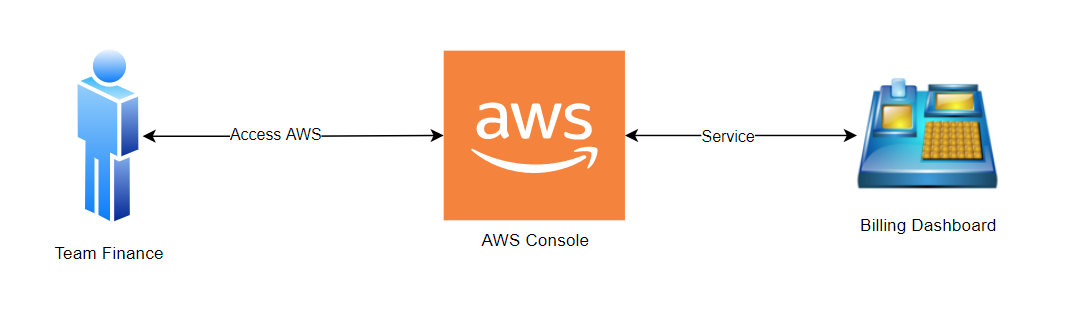 aws
Access AWS
Service
Team Finance
AWS Console
Billing Dashboard